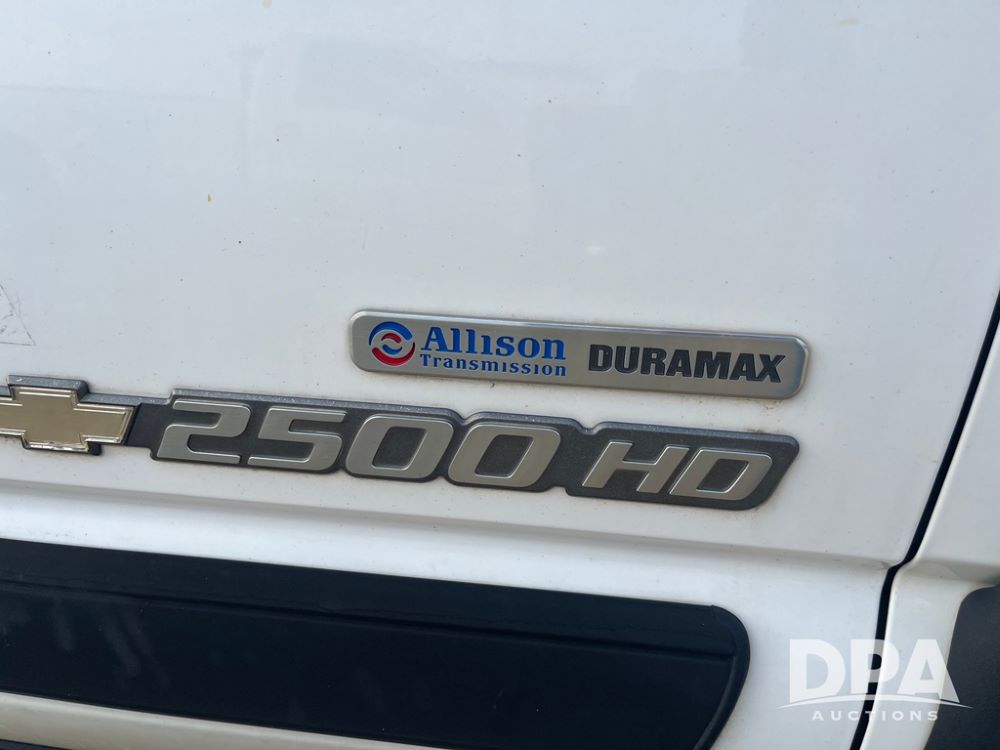 Allison
Transmission
DURAMAX
2500 HD
DPA
AUCTIONS